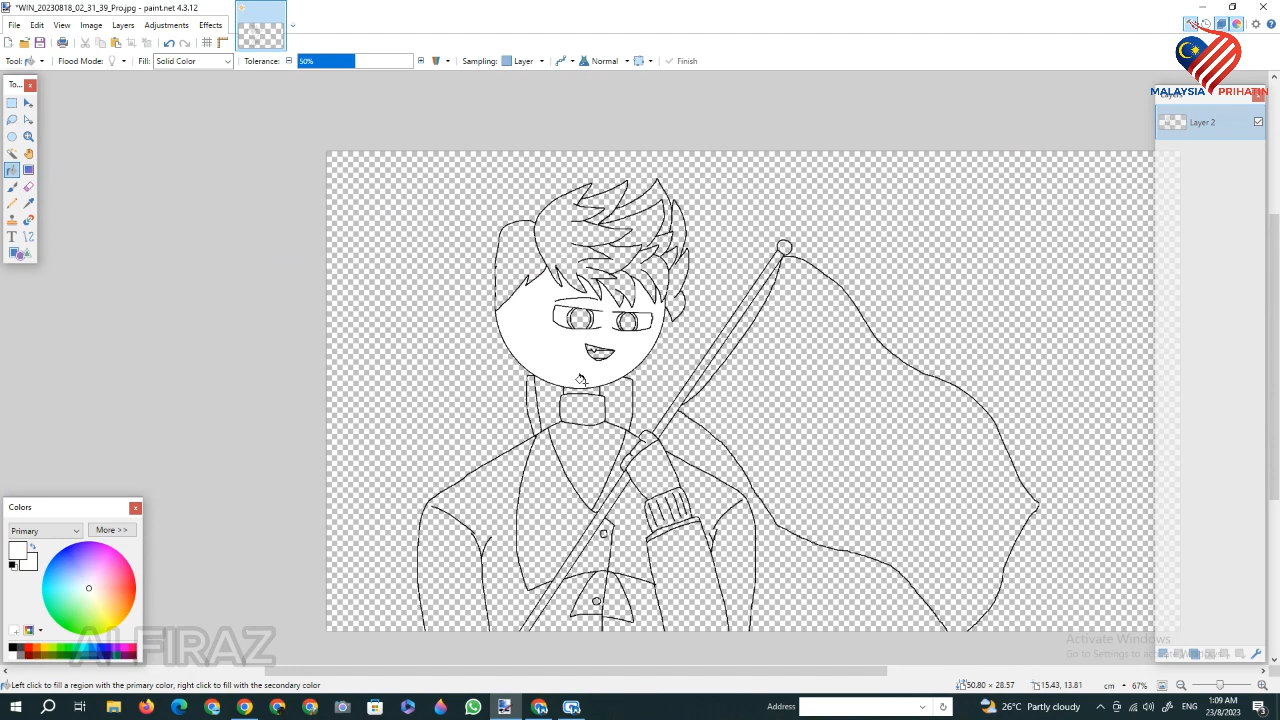 *WIN_20230818_02_31_39_Pro.jpg - paint.net 4.3.12
File Edit View Image Layers Adjustments Effects
Tool: Flood Mode: Fill: Solid Color Tolerance: 50% Sampling: Layer Normal Finish
MALAYSIA PRIHATIN
To...
Layers
Layer 2
Colors
Primary More >>
ALFIRAZ
Activate Windows
Go to Settings to activate Windows.
Left click to fill a region with the primary color, right click to fill with the secondary color 50.80 × 28.57 15.43, 13.81 cm 67%
Address 26°C Partly cloudy ENG 1:09 AM
23/8/2023